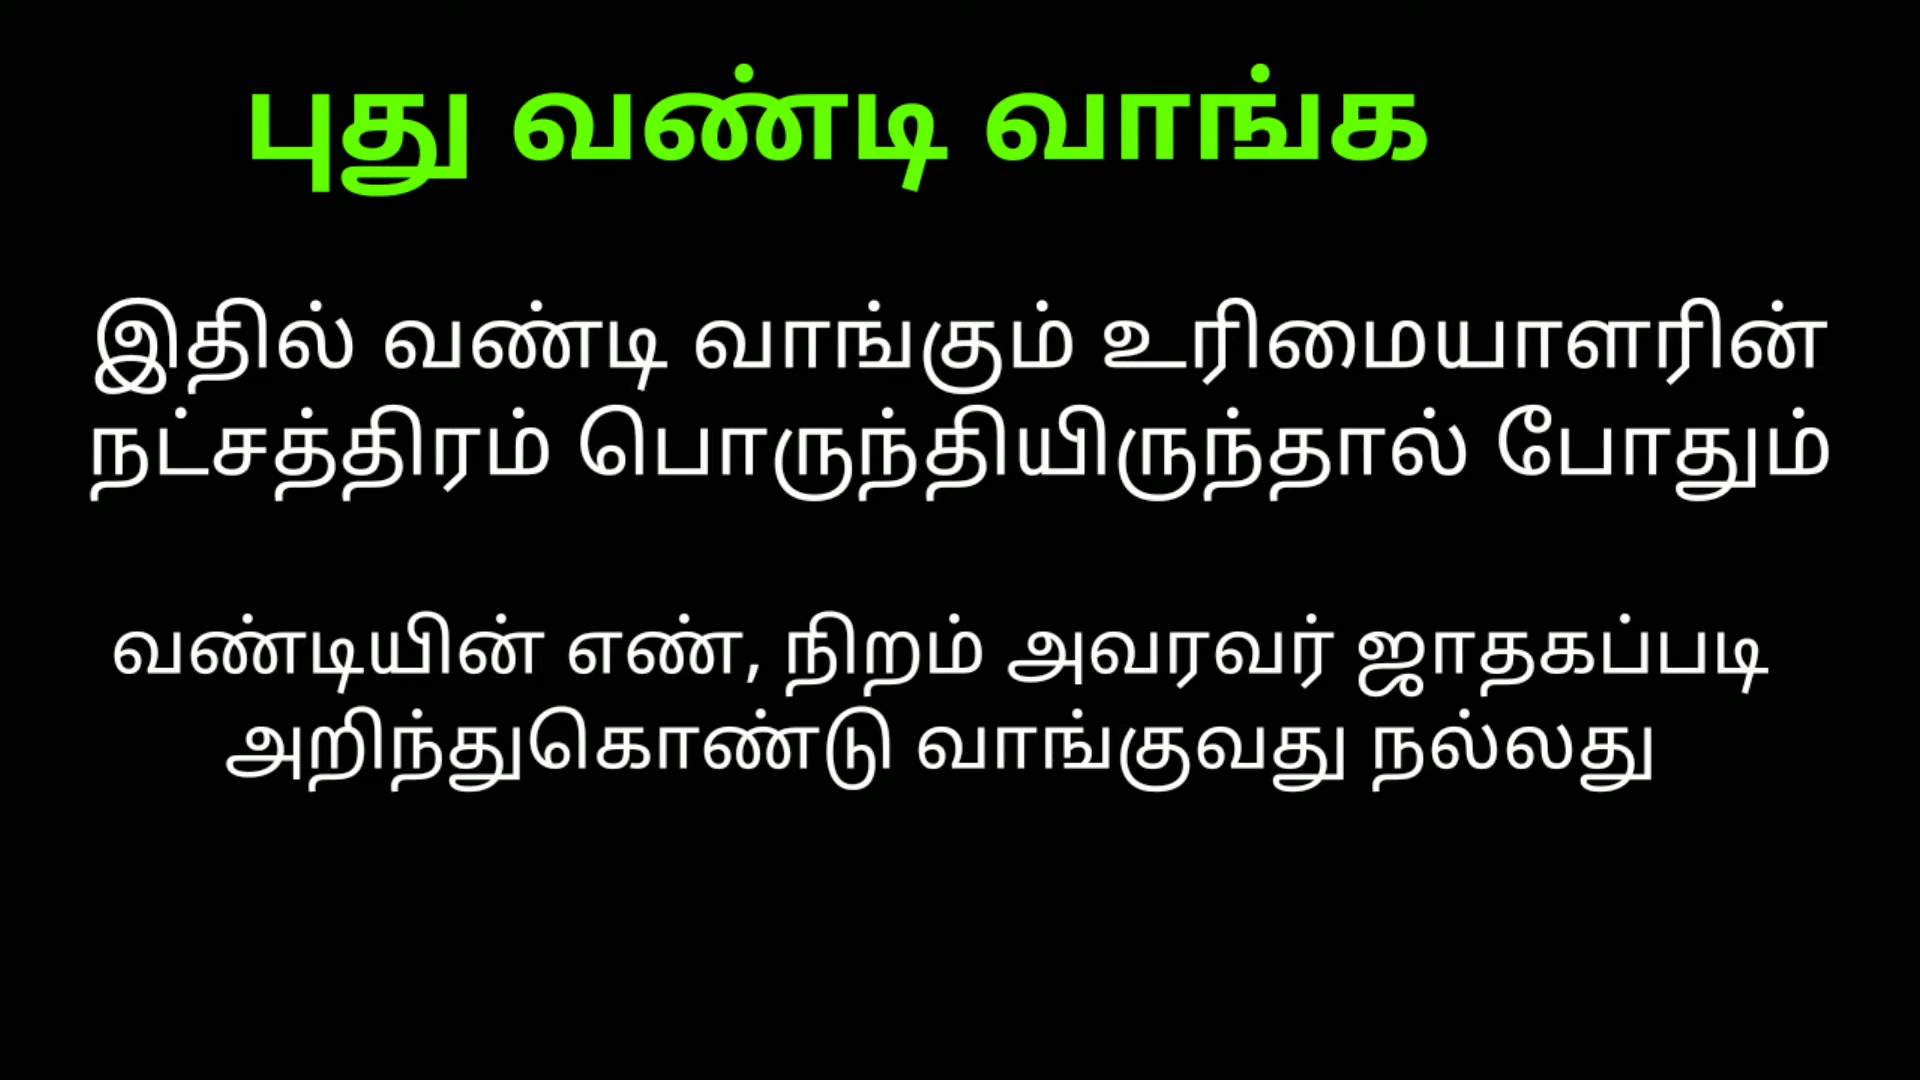 புது வண்டி வாங்க
இதில் வண்டி வாங்கும் உரிமையாளரின்
நட்சத்திரம் பொருந்தியிருந்தால் போதும்
வண்டியின் எண், நிறம் அவரவர் ஜாதகப்படி
அறிந்துகொண்டு வாங்குவது நல்லது